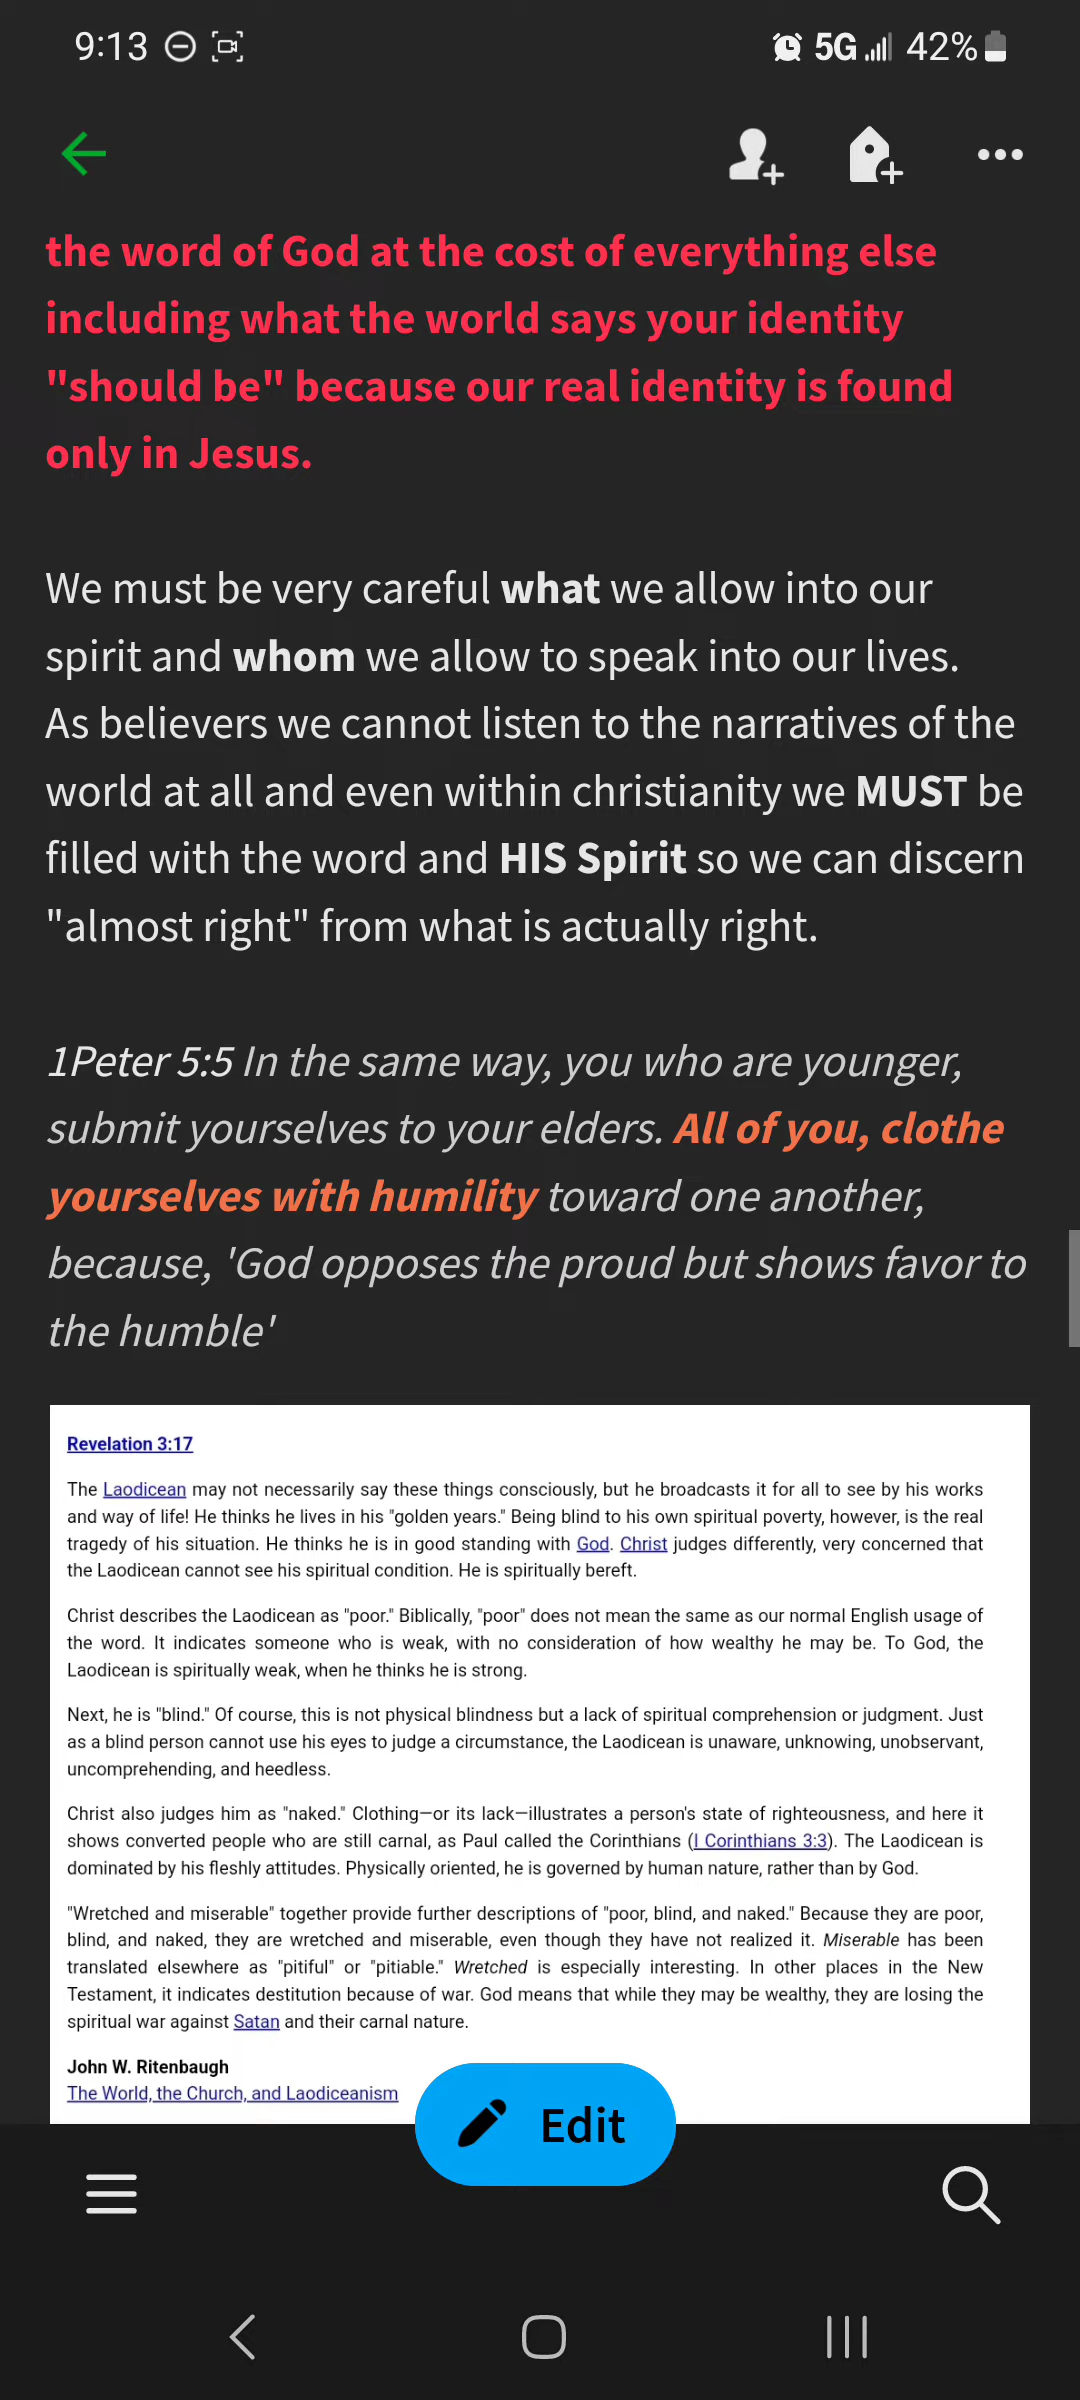 9:13
5G 42%
the word of God at the cost of everything else
including what the world says your identity
"should be" because our real identity is found
only in Jesus.
We must be very careful what we allow into our
spirit and whom we allow to speak into our lives.
As believers we cannot listen to the narratives of the
world at all and even within christianity we MUST be
filled with the word and HIS Spirit so we can discern
"almost right" from what is actually right.
1Peter 5:5 In the same way, you who are younger,
submit yourselves to your elders. All of you, clothe
yourselves with humility toward one another,
because, 'God opposes the proud but shows favor to
the humble'
Revelation 3:17
The Laodicean may not necessarily say these things consciously, but he broadcasts it for all to see by his works
and way of life! He thinks he lives in his "golden years." Being blind to his own spiritual poverty, however, is the real
tragedy of his situation. He thinks he is in good standing with God. Christ judges differently, very concerned that
the Laodicean cannot see his spiritual condition. He is spiritually bereft.
Christ describes the Laodicean as "poor." Biblically, "poor" does not mean the same as our normal English usage of
the word. It indicates someone who is weak, with no consideration of how wealthy he may be. To God, the
Laodicean is spiritually weak, when he thinks he is strong.
Next, he is "blind." Of course, this is not physical blindness but a lack of spiritual comprehension or judgment. Just
as a blind person cannot use his eyes to judge a circumstance, the Laodicean is unaware, unknowing, unobservant,
uncomprehending, and heedless.
Christ also judges him as "naked." Clothing—or its lack—illustrates a person's state of righteousness, and here it
shows converted people who are still carnal, as Paul called the Corinthians (I Corinthians 3:3). The Laodicean is
dominated by his fleshly attitudes. Physically oriented, he is governed by human nature, rather than by God.
"Wretched and miserable" together provide further descriptions of "poor, blind, and naked." Because they are poor,
blind, and naked, they are wretched and miserable, even though they have not realized it. Miserable has been
translated elsewhere as "pitiful" or "pitiable." Wretched is especially interesting. In other places in the New
Testament, it indicates destitution because of war. God means that while they may be wealthy, they are losing the
spiritual war against Satan and their carnal nature.
John W. Ritenbaugh
The World, the Church, and Laodiceanism
Edit